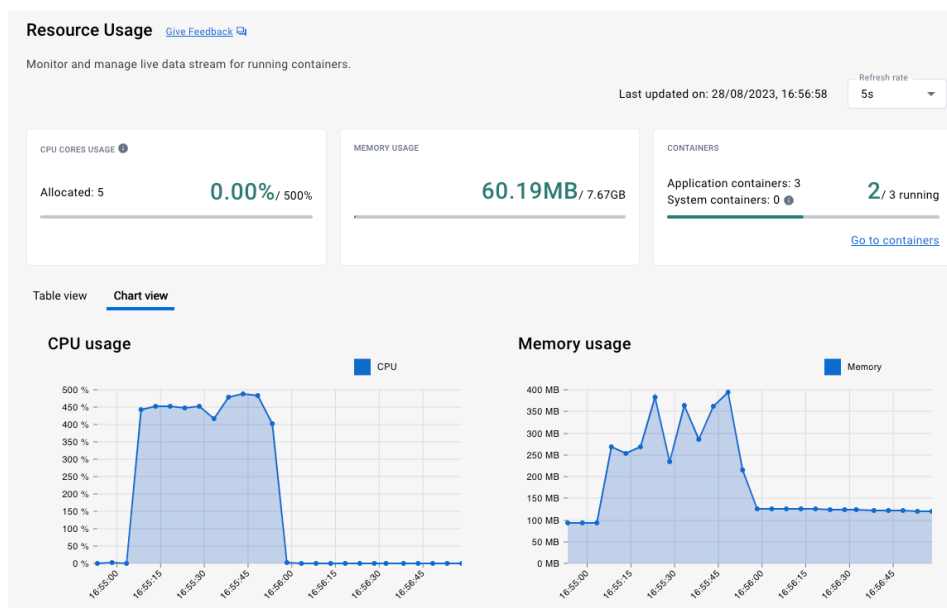 Resource Usage Give Feedback
Monitor and manage live data stream for running containers.
Last updated on: 28/08/2023, 16:56:58
Refresh rate
5s
CPU CORES USAGE
Allocated: 5
0.00% / 500%
MEMORY USAGE
60.19MB / 7.67GB
CONTAINERS
Application containers: 3
System containers: 0
2 / 3 running
Go to containers
Table view Chart view
CPU usage
CPU
500 %
450 %
400 %
350 %
300 %
250 %
200 %
150 %
100 %
50 %
0 %
16:55:00 16:55:15 16:55:30 16:55:45 16:56:00 16:56:15 16:56:30 16:56:45
Memory usage
Memory
400 MB
350 MB
300 MB
250 MB
200 MB
150 MB
100 MB
50 MB
0 MB
16:55:00 16:55:15 16:55:30 16:55:45 16:56:00 16:56:15 16:56:30 16:56:45